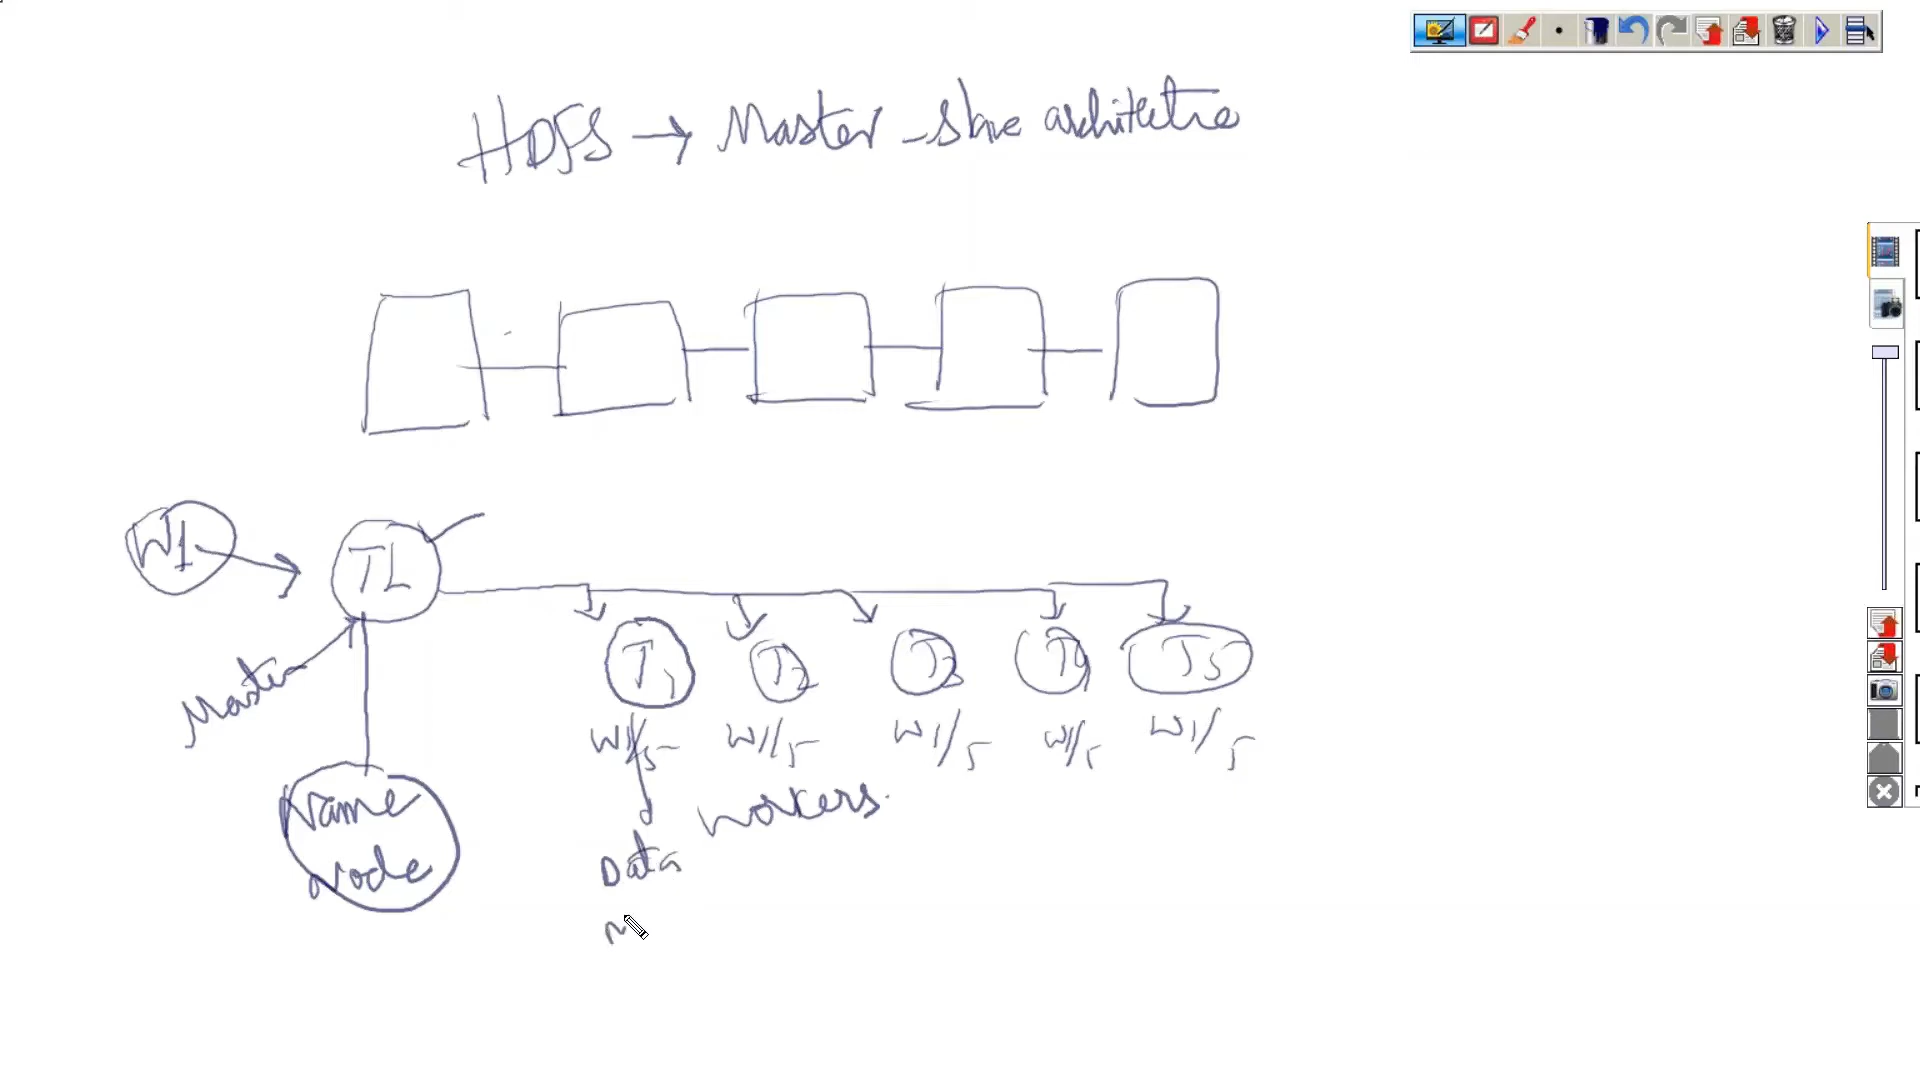 HDFS → Master - slave architectre
W1
TL
T1 T2 T3 T4 T5
Master
W1/5 W1/5 W1/5 W1/5 W1/5
Name
Node
workers.
Data
n